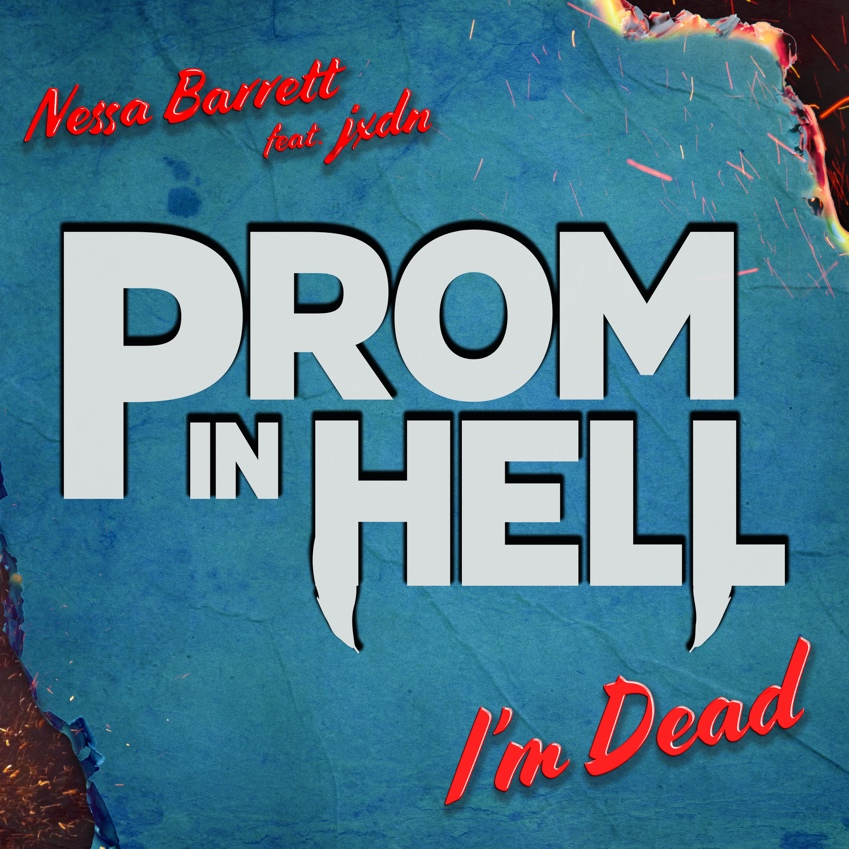 Nessa Barrett
feat. jxdn
PROM
IN HELL
I'm Dead